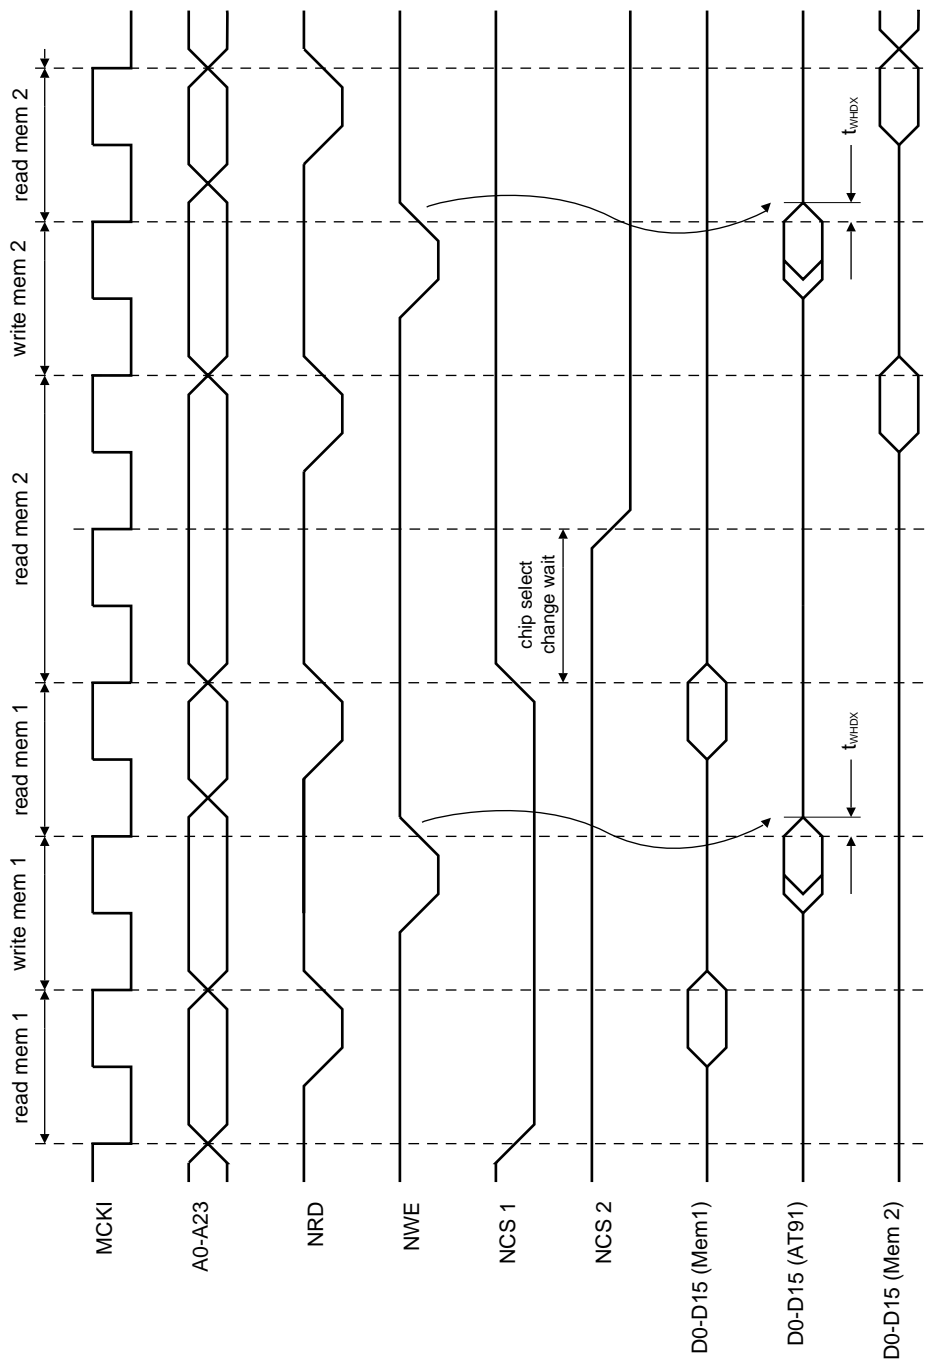 read mem 1
write mem 1
read mem 1
read mem 2
write mem 2
read mem 2
MCKI
A0-A23
NRD
NWE
NCS 1
chip select
change wait
NCS 2
D0-D15 (Mem1)
D0-D15 (AT91)
tWHDX
tWHDX
D0-D15 (Mem 2)